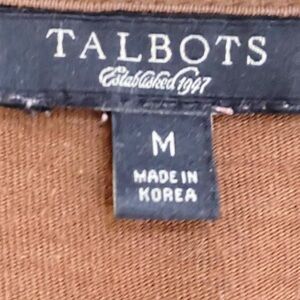 TALBOTS
Established 1947
M
MADE IN
KOREA